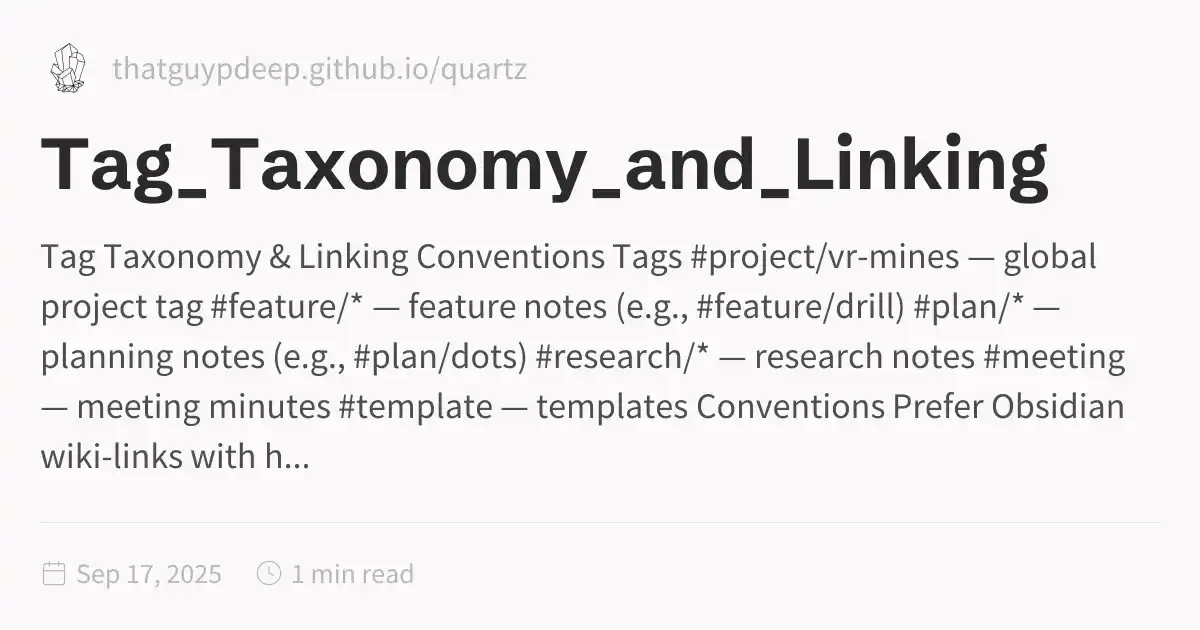 thatguypdeep.github.io/quartz
Tag_Taxonomy_and_Linking
Tag Taxonomy & Linking Conventions Tags #project/vr-mines — global
project tag #feature/* — feature notes (e.g., #feature/drill) #plan/* —
planning notes (e.g., #plan/dots) #research/* — research notes #meeting
— meeting minutes #template — templates Conventions Prefer Obsidian
wiki-links with h...
Sep 17, 2025 1 min read